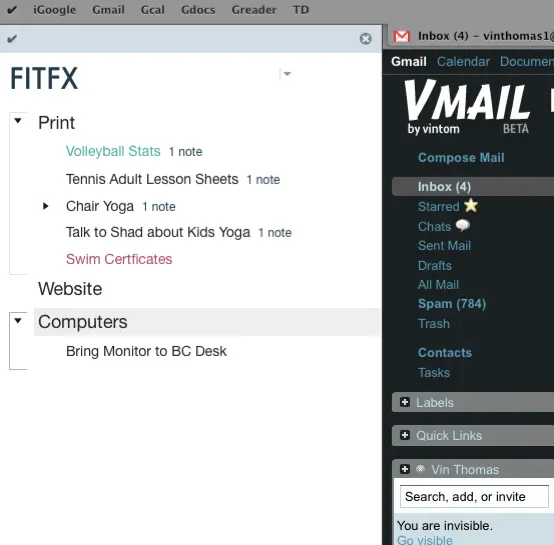 iGoogle Gmail Gcal Gdocs Greader TD
FITFX
Print
Volleyball Stats 1 note
Tennis Adult Lesson Sheets 1 note
Chair Yoga 1 note
Talk to Shad about Kids Yoga 1 note
Swim Certficates
Website
Computers
Bring Monitor to BC Desk
Inbox (4) – vinthomas1@
Gmail Calendar Documen
VMAIL
by vintom BETA
Compose Mail
Inbox (4)
Starred
Chats
Sent Mail
Drafts
All Mail
Spam (784)
Trash
Contacts
Tasks
Labels
Quick Links
Vin Thomas
Search, add, or invite
You are invisible.
Go visible